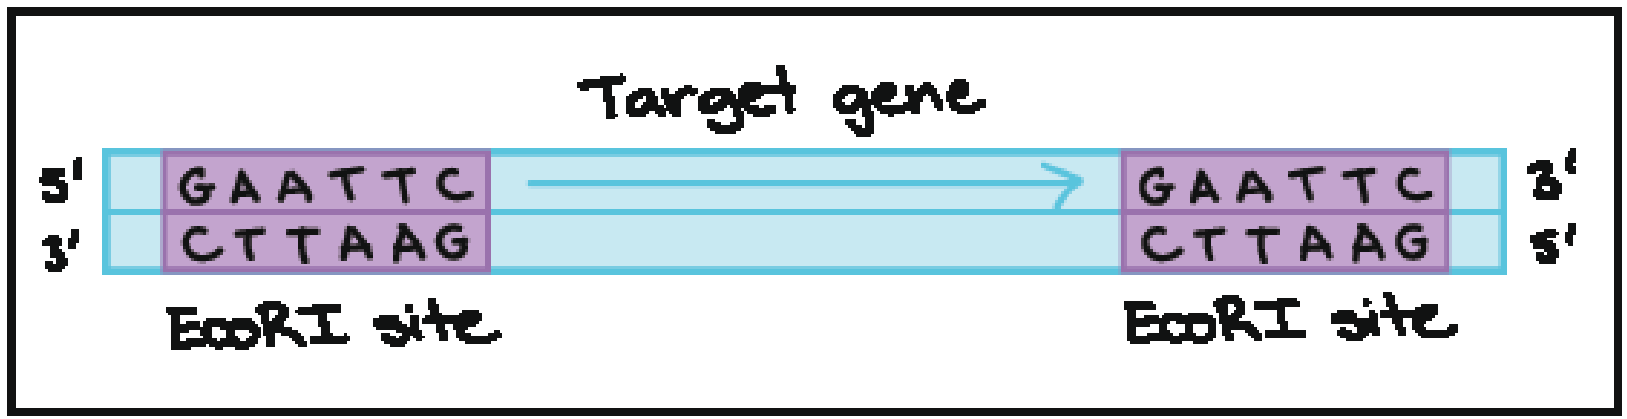 Target gene
5' GAATTC GAATTC 3'
3' CTTAAG CTTAAG 5'
EcoRI site EcoRI site